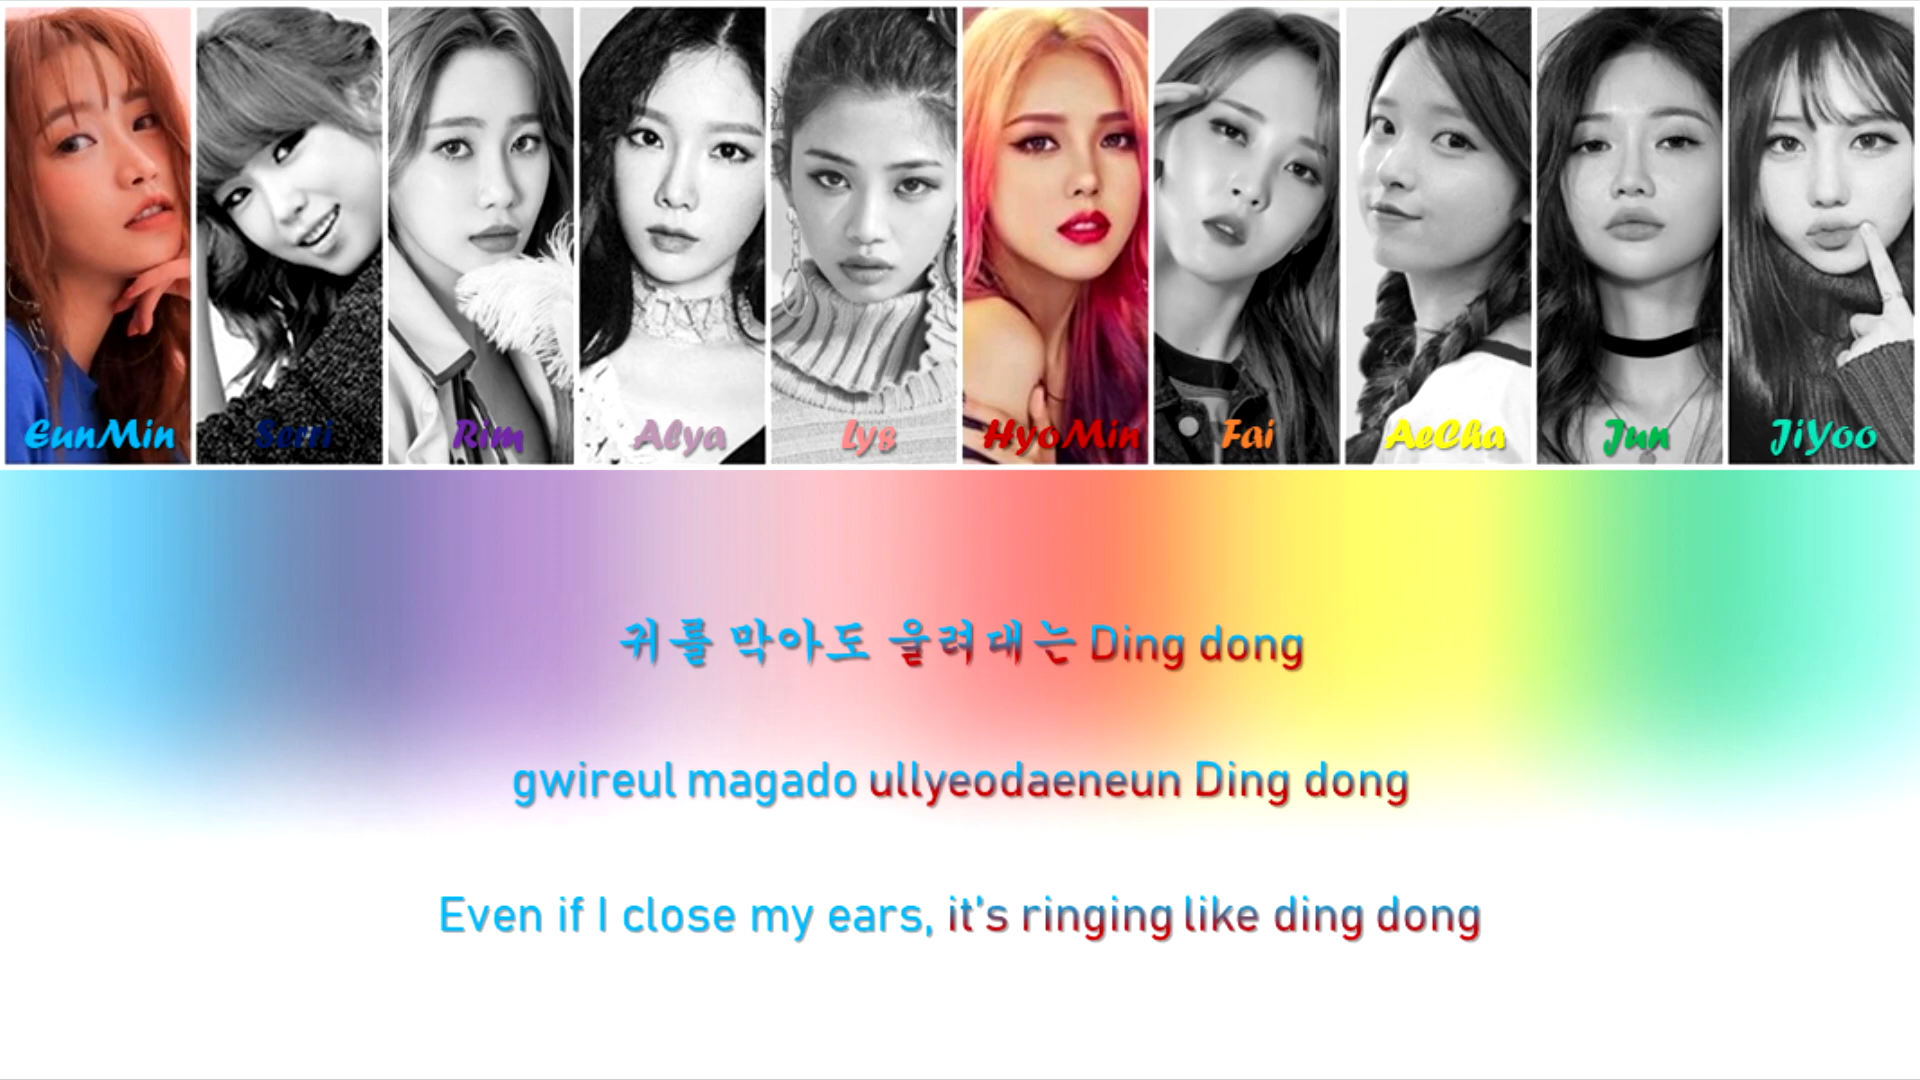 EunMin Serri Rim Alya Lys HyoMin Fai AeCha Jun JiYoo
귀를 막아도 울려대는 Ding dong
gwireul magado ullyeodaeneun Ding dong
Even if I close my ears, it's ringing like ding dong